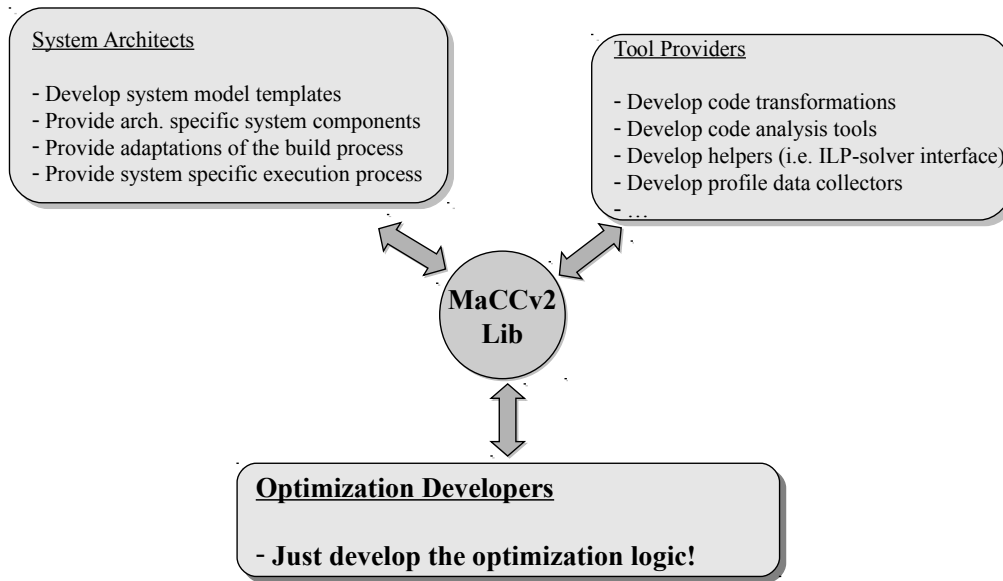 System Architects
- Develop system model templates
- Provide arch. specific system components
- Provide adaptations of the build process
- Provide system specific execution process
Tool Providers
- Develop code transformations
- Develop code analysis tools
- Develop helpers (i.e. ILP-solver interface)
- Develop profile data collectors
- ...
MaCCv2
Lib
Optimization Developers
- Just develop the optimization logic!